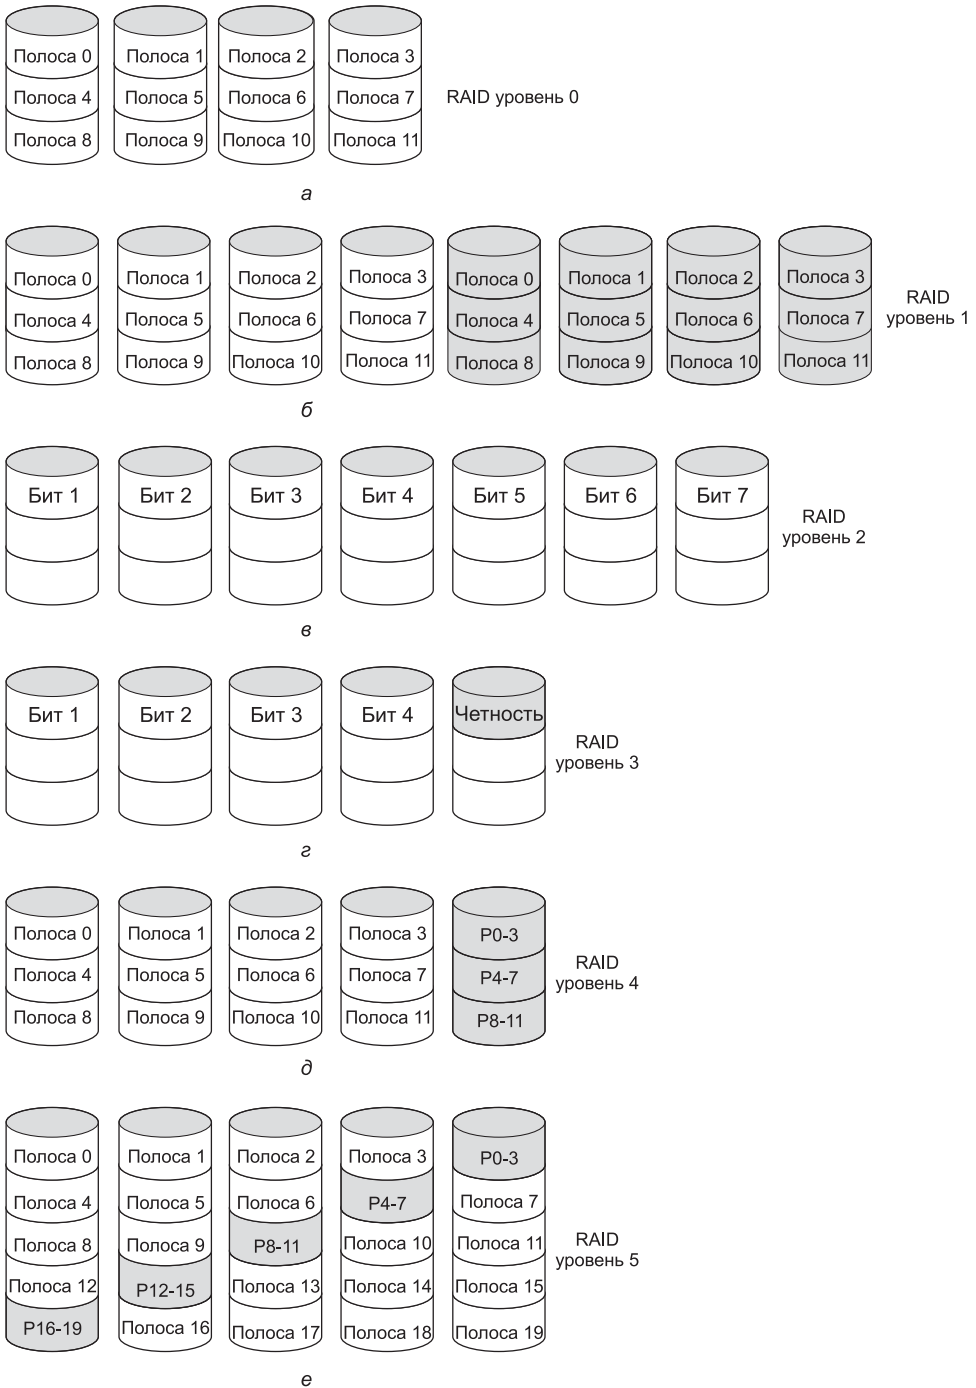 Полоса 0 Полоса 1 Полоса 2 Полоса 3
Полоса 4 Полоса 5 Полоса 6 Полоса 7
RAID уровень 0
Полоса 8 Полоса 9 Полоса 10 Полоса 11
а
Полоса 0 Полоса 1 Полоса 2 Полоса 3 Полоса 0 Полоса 1 Полоса 2 Полоса 3
Полоса 4 Полоса 5 Полоса 6 Полоса 7 Полоса 4 Полоса 5 Полоса 6 Полоса 7
Полоса 8 Полоса 9 Полоса 10 Полоса 11 Полоса 8 Полоса 9 Полоса 10 Полоса 11
RAID
уровень 1
б
Бит 1 Бит 2 Бит 3 Бит 4 Бит 5 Бит 6 Бит 7
RAID
уровень 2
в
Бит 1 Бит 2 Бит 3 Бит 4 Четность
RAID
уровень 3
г
Полоса 0 Полоса 1 Полоса 2 Полоса 3 P0-3
Полоса 4 Полоса 5 Полоса 6 Полоса 7 P4-7
Полоса 8 Полоса 9 Полоса 10 Полоса 11 P8-11
RAID
уровень 4
д
Полоса 0 Полоса 1 Полоса 2 Полоса 3 P0-3
Полоса 4 Полоса 5 Полоса 6 P4-7 Полоса 7
Полоса 8 Полоса 9 P8-11 Полоса 10 Полоса 11
Полоса 12 P12-15 Полоса 13 Полоса 14 Полоса 15
P16-19 Полоса 16 Полоса 17 Полоса 18 Полоса 19
RAID
уровень 5
е